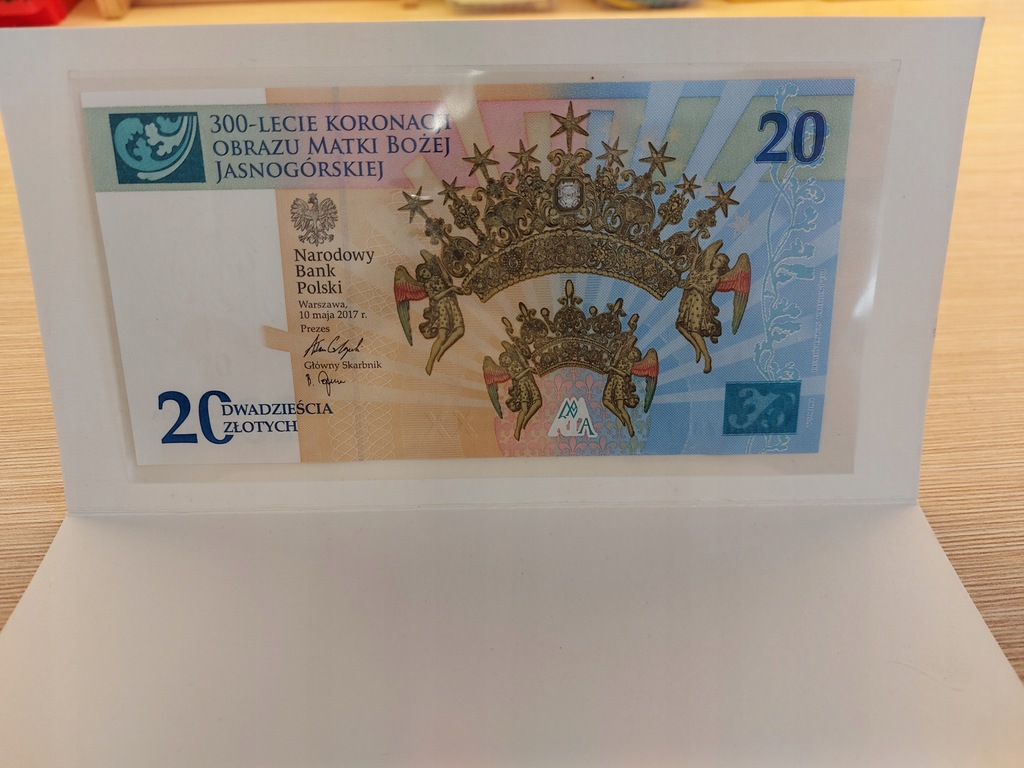 300-LECIE KORONACJI
OBRAZU MATKI BOŻEJ
JASNOGÓRSKIEJ
20
Narodowy
Bank
Polski
Warszawa,
10 maja 2017 r.
Prezes
Główny Skarbnik
20 DWADZIEŚCIA
ZŁOTYCH